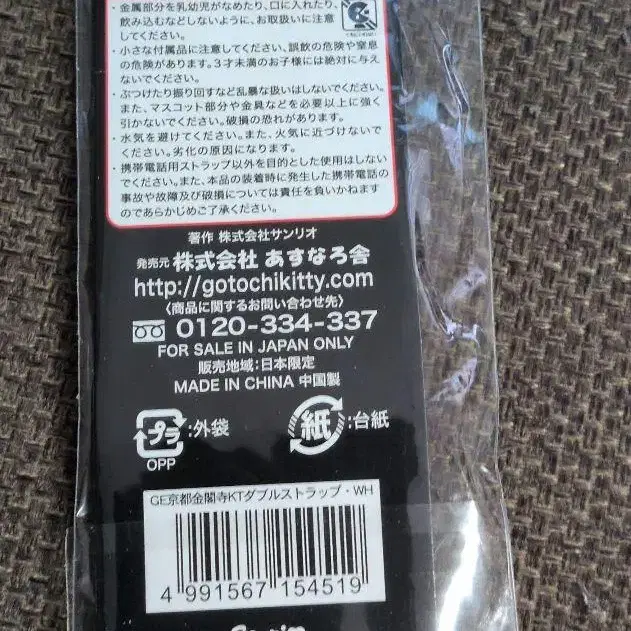 ・金属部分を乳幼児がなめたり、口に入れたり、
飲み込むなどしないように、お取扱いに注意
してください。
・小さな付属品に注意してください。誤飲の危険や窒息
の危険があります。3才未満のお子様には絶対に与え
ないでください。
・ぶつけたり振り回すなど乱暴な扱いはしないでください。
また、マスコット部分や金具などを必要以上に強く
引かないでください。破損の恐れがあります。
・水気を避けてください。また、火気に近づけないで
ください。劣化の原因になります。
・携帯電話用ストラップ以外を目的とした使用はしない
でください。また、本品の装着時に発生した携帯電話の
事故や故障及び破損については責任を負いかねます
のであらかじめご了承ください。
著作 株式会社サンリオ
発売元 株式会社 あすなろ舎
http://gotochikitty.com
〈商品に関するお問い合わせ先〉
0120-334-337
FOR SALE IN JAPAN ONLY
販売地域:日本限定
MADE IN CHINA 中国製
プラ:外袋 紙:台紙
OPP
GE京都金閣寺KTダブルストラップ・WH
4 991567 154519